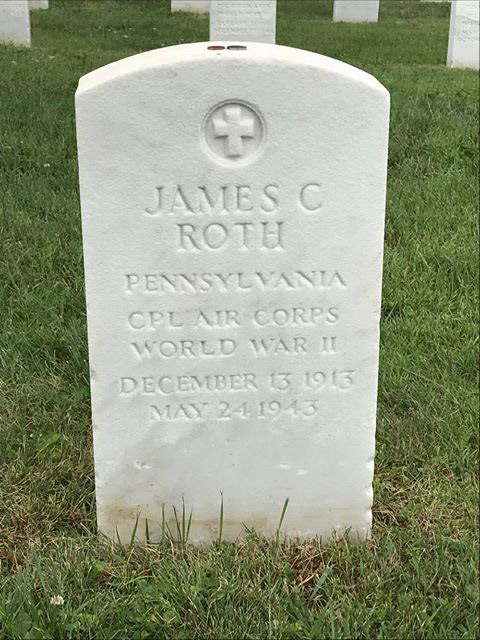 JAMES C
ROTH
PENNSYLVANIA
CPL AIR CORPS
WORLD WAR II
DECEMBER 13 1913
MAY 24 1943